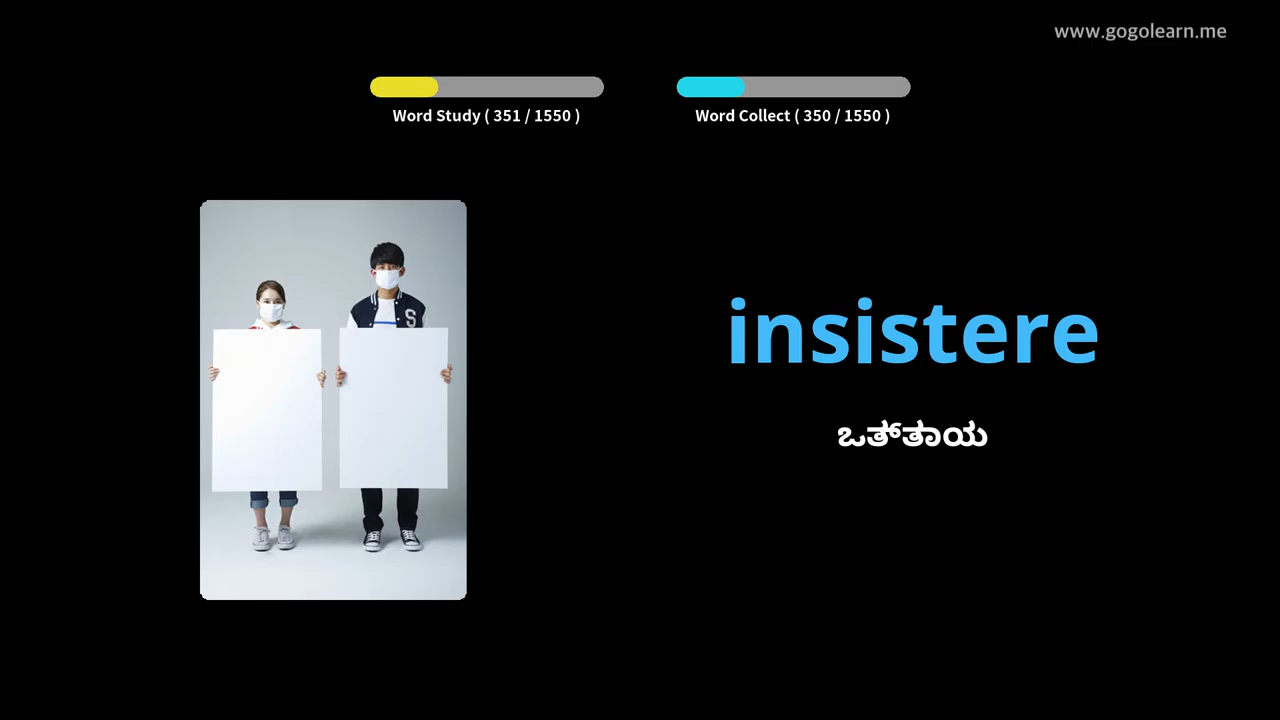 www.gogolearn.me
Word Study ( 351 / 1550 )
Word Collect ( 350 / 1550 )
S
insistere
ಒತ್‌ತಾಯ